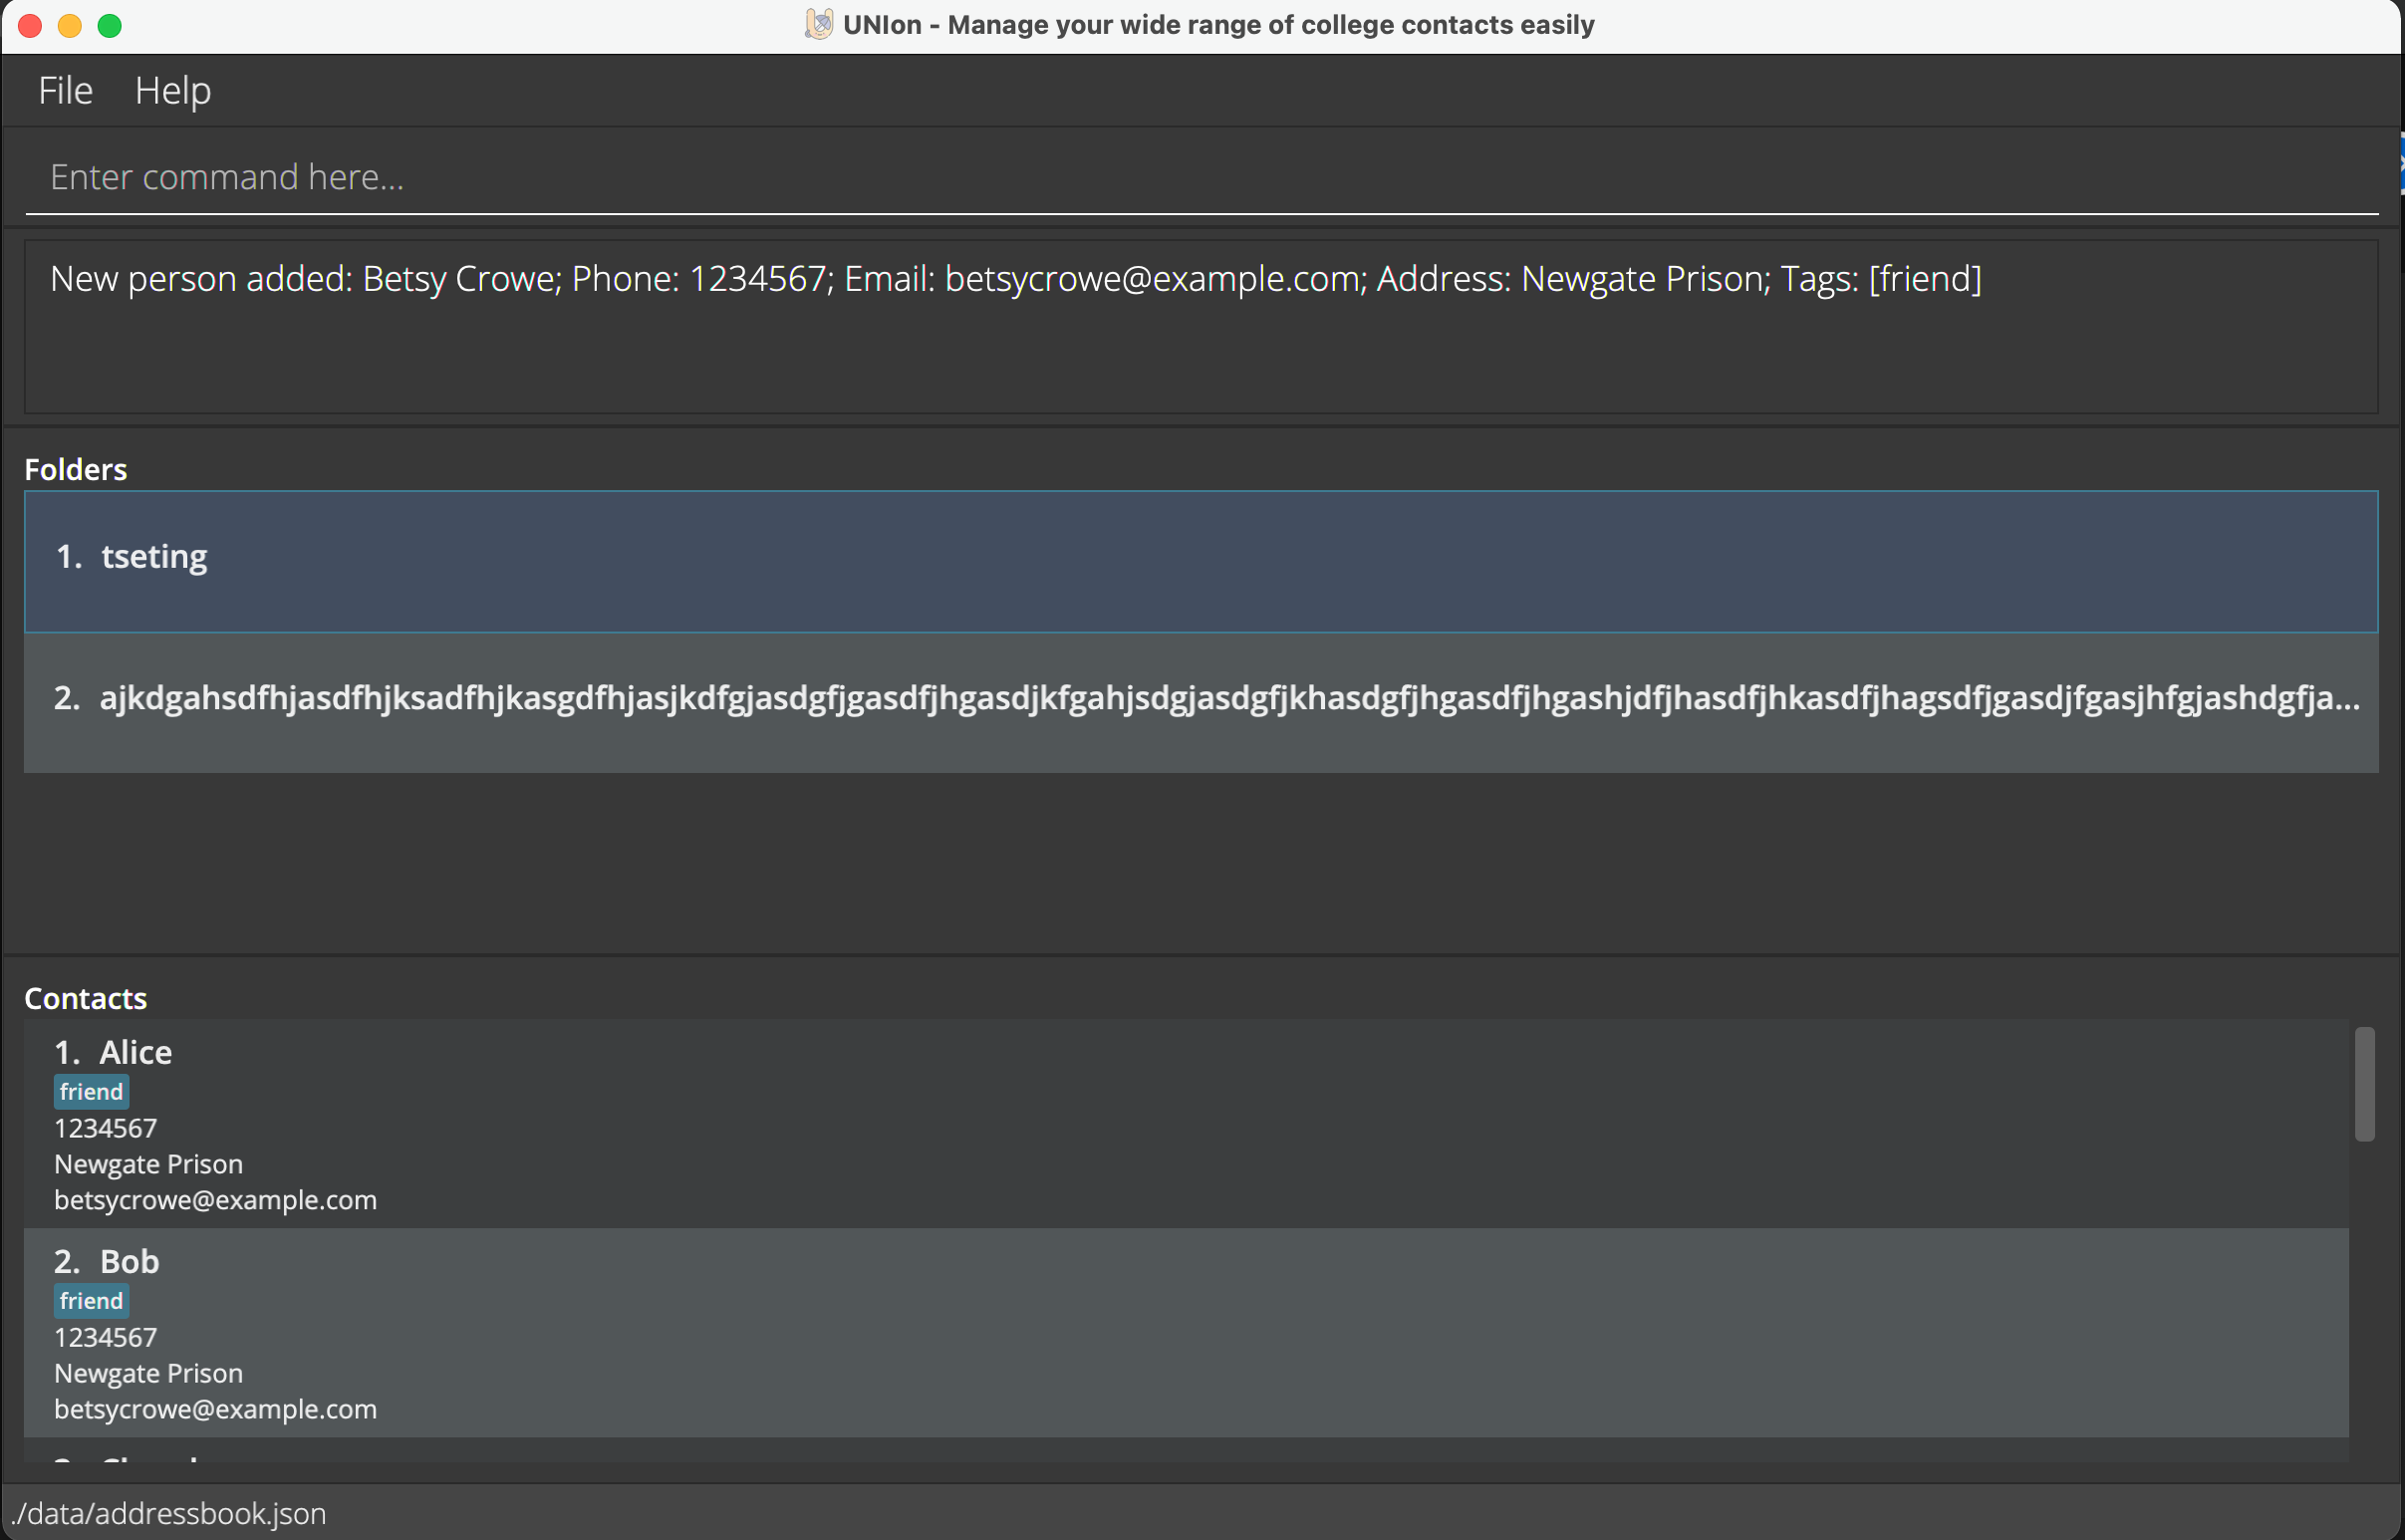 UNIon - Manage your wide range of college contacts easily
File Help
Enter command here...
New person added: Betsy Crowe; Phone: 1234567; Email: betsycrowe@example.com; Address: Newgate Prison; Tags: [friend]
Folders
1. tseting
2. ajkdgahsdfhjasdfhjksadfhjkasgdfhjasjkdfgjasdgfjgasdfjhgasdjkfgahjsdgjasdgfjkhasdgfjhgasdfjhgashjdfjhasdfjhkasdfjhagsdfjgasdjfgasjhfgjashdgfja...
Contacts
1. Alice
friend
1234567
Newgate Prison
betsycrowe@example.com
2. Bob
friend
1234567
Newgate Prison
betsycrowe@example.com
./data/addressbook.json